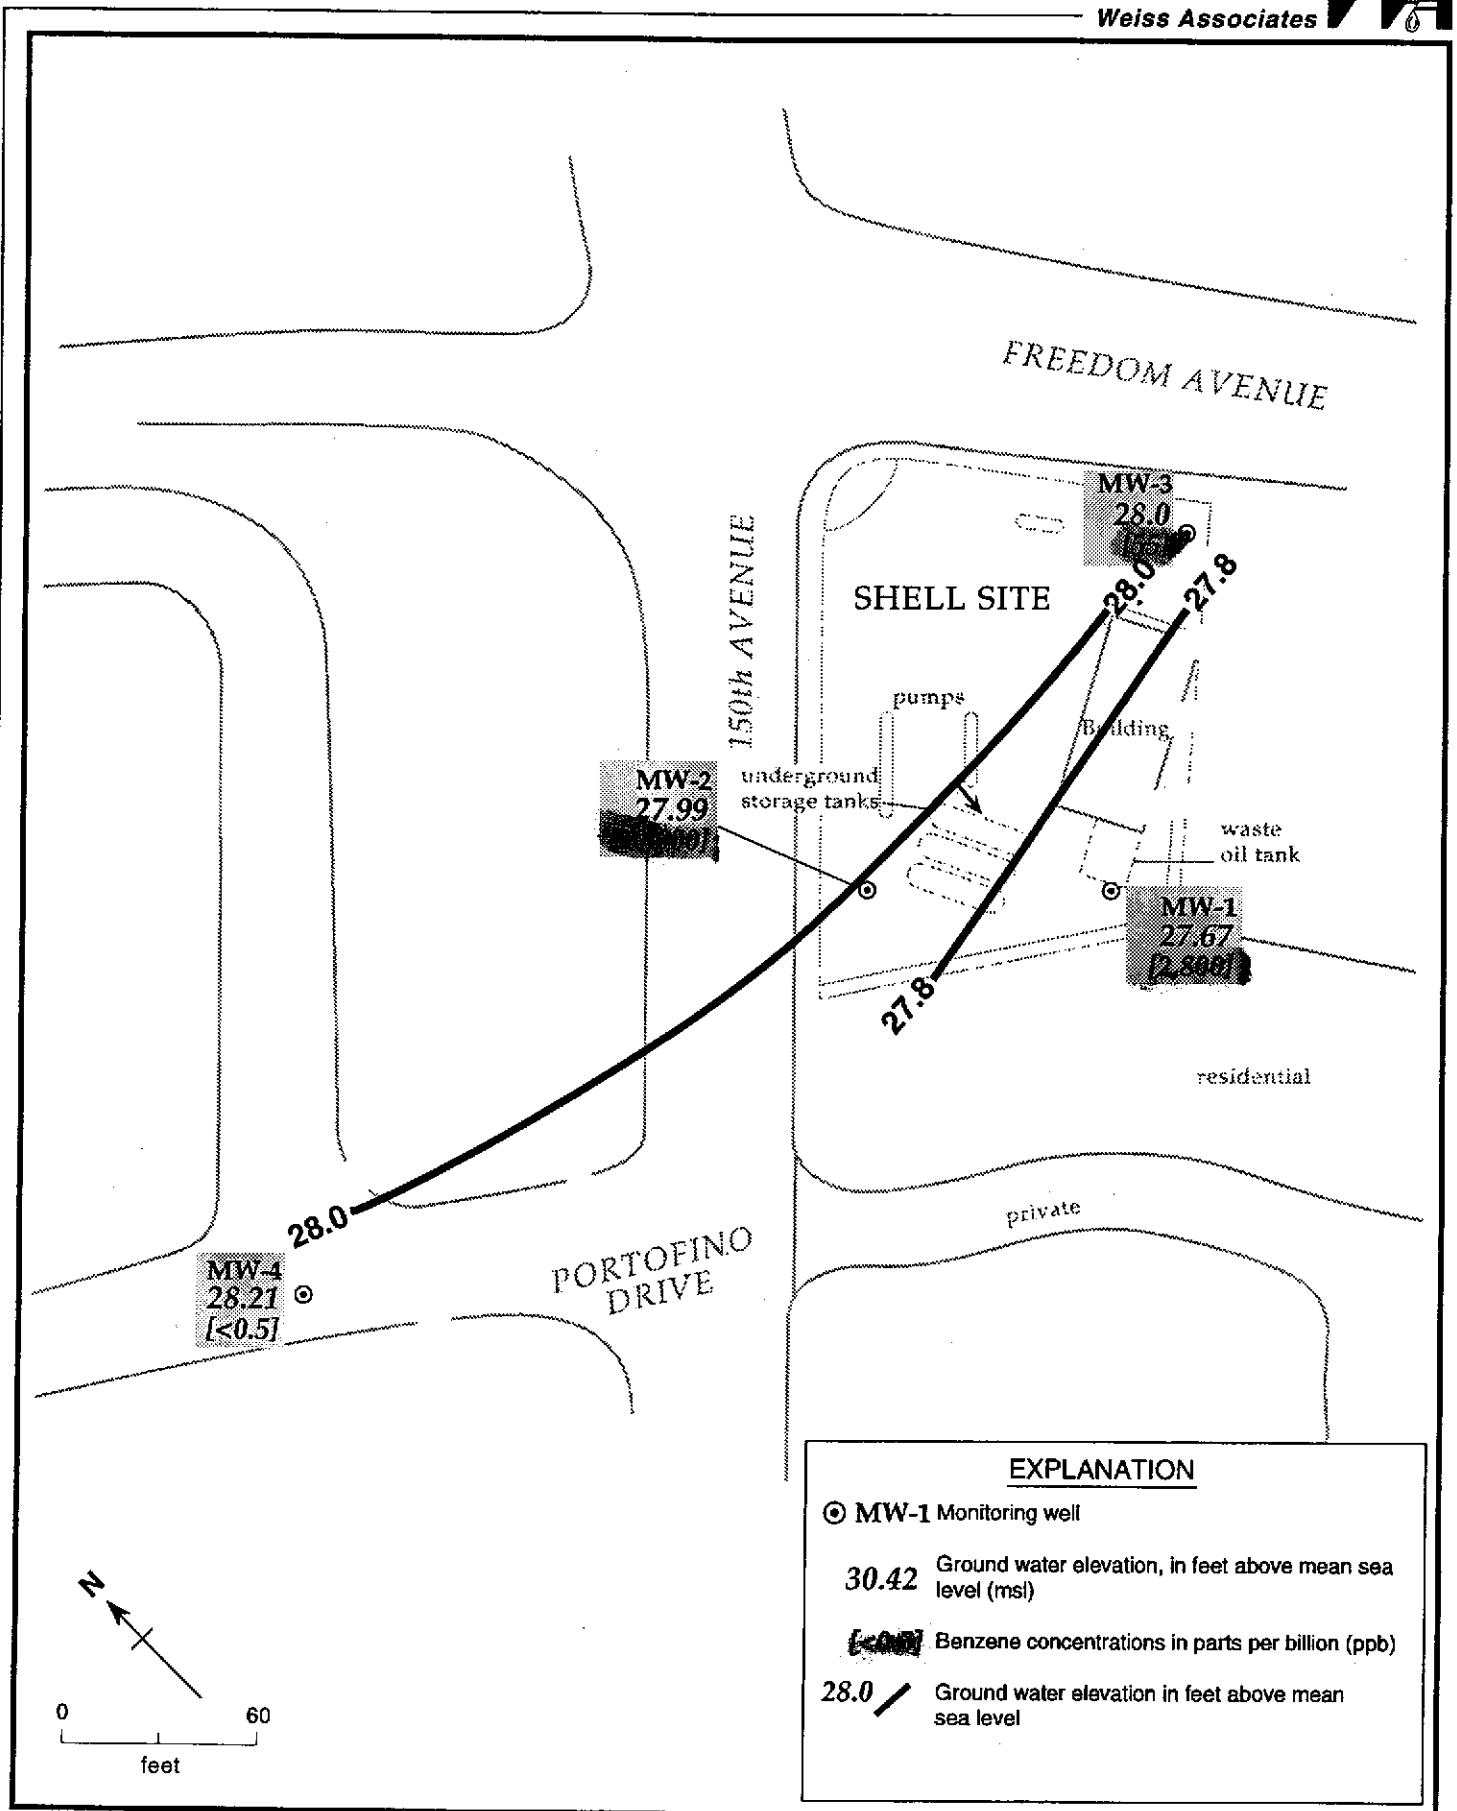 Weiss Associates
FREEDOM AVENUE
MW-3
28.0
[55]
28.0
27.8
150th AVENUE
SHELL SITE
pumps
Building
MW-2
27.99
underground
storage tanks
waste
oil tank
MW-1
27.67
[2,800]
27.8
residential
private
28.0
PORTOFINO
DRIVE
MW-4
28.21
[<0.5]
EXPLANATION
MW-1 Monitoring well
30.42 Ground water elevation, in feet above mean sea
level (msl)
Benzene concentrations in parts per billion (ppb)
28.0 Ground water elevation in feet above mean
sea level
N
0 60
feet